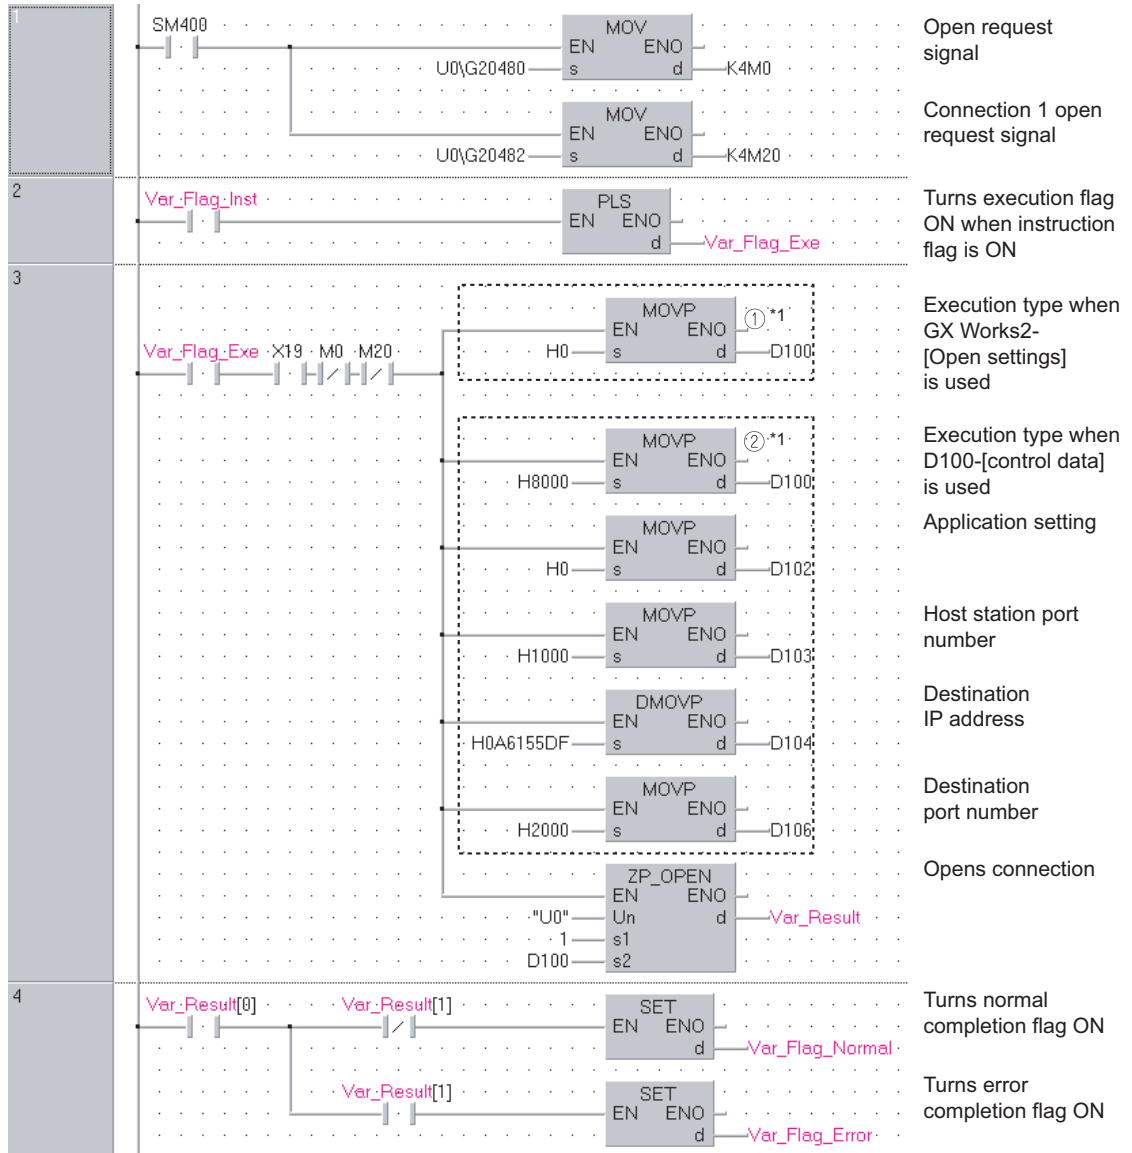 1
SM400
MOV
EN ENO
U0\G20480 s d K4M0
Open request
signal
MOV
EN ENO
U0\G20482 s d K4M20
Connection 1 open
request signal
2
Var_Flag_Inst
PLS
EN ENO
d Var_Flag_Exe
Turns execution flag
ON when instruction
flag is ON
3
Var_Flag_Exe X19 M0 M20
MOVP
EN ENO
H0 s d D100
① *1
Execution type when
GX Works2-
[Open settings]
is used
MOVP
EN ENO
H8000 s d D100
② *1
Execution type when
D100-[control data]
is used
MOVP
EN ENO
H0 s d D102
Application setting
MOVP
EN ENO
H1000 s d D103
Host station port
number
DMOVP
EN ENO
H0A6155DF s d D104
Destination
IP address
MOVP
EN ENO
H2000 s d D106
Destination
port number
ZP_OPEN
EN ENO
"U0" Un d Var_Result
1 s1
D100 s2
Opens connection
4
Var_Result[0] Var_Result[1]
SET
EN ENO
d Var_Flag_Normal
Turns normal
completion flag ON
Var_Result[1]
SET
EN ENO
d Var_Flag_Error
Turns error
completion flag ON